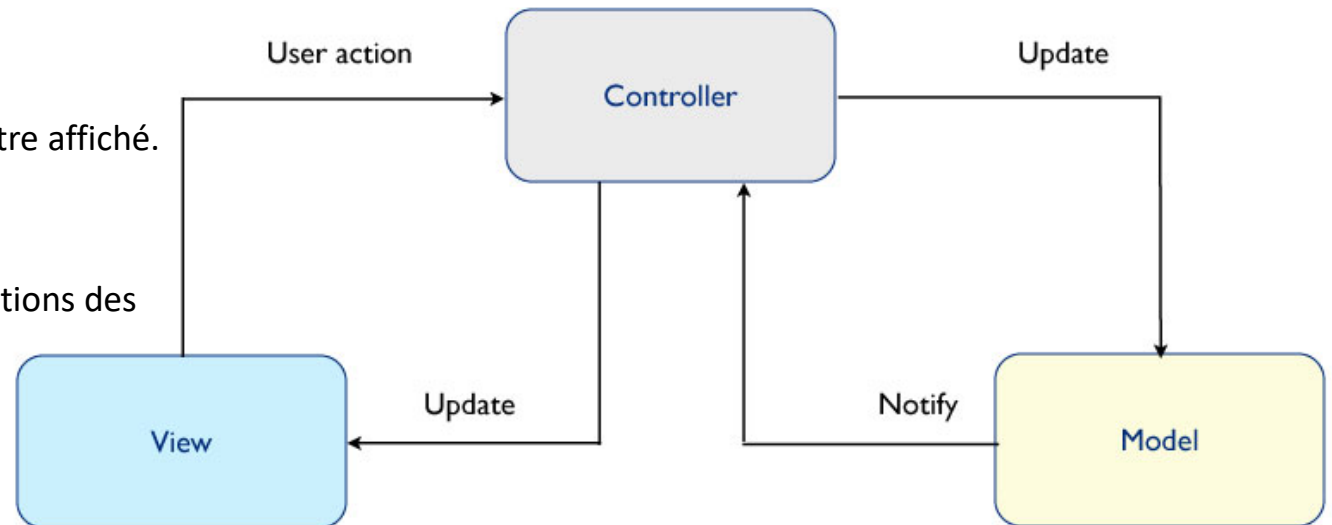 User action
Update
Controller
tre affiché.
tions des
Update
Notify
View
Model